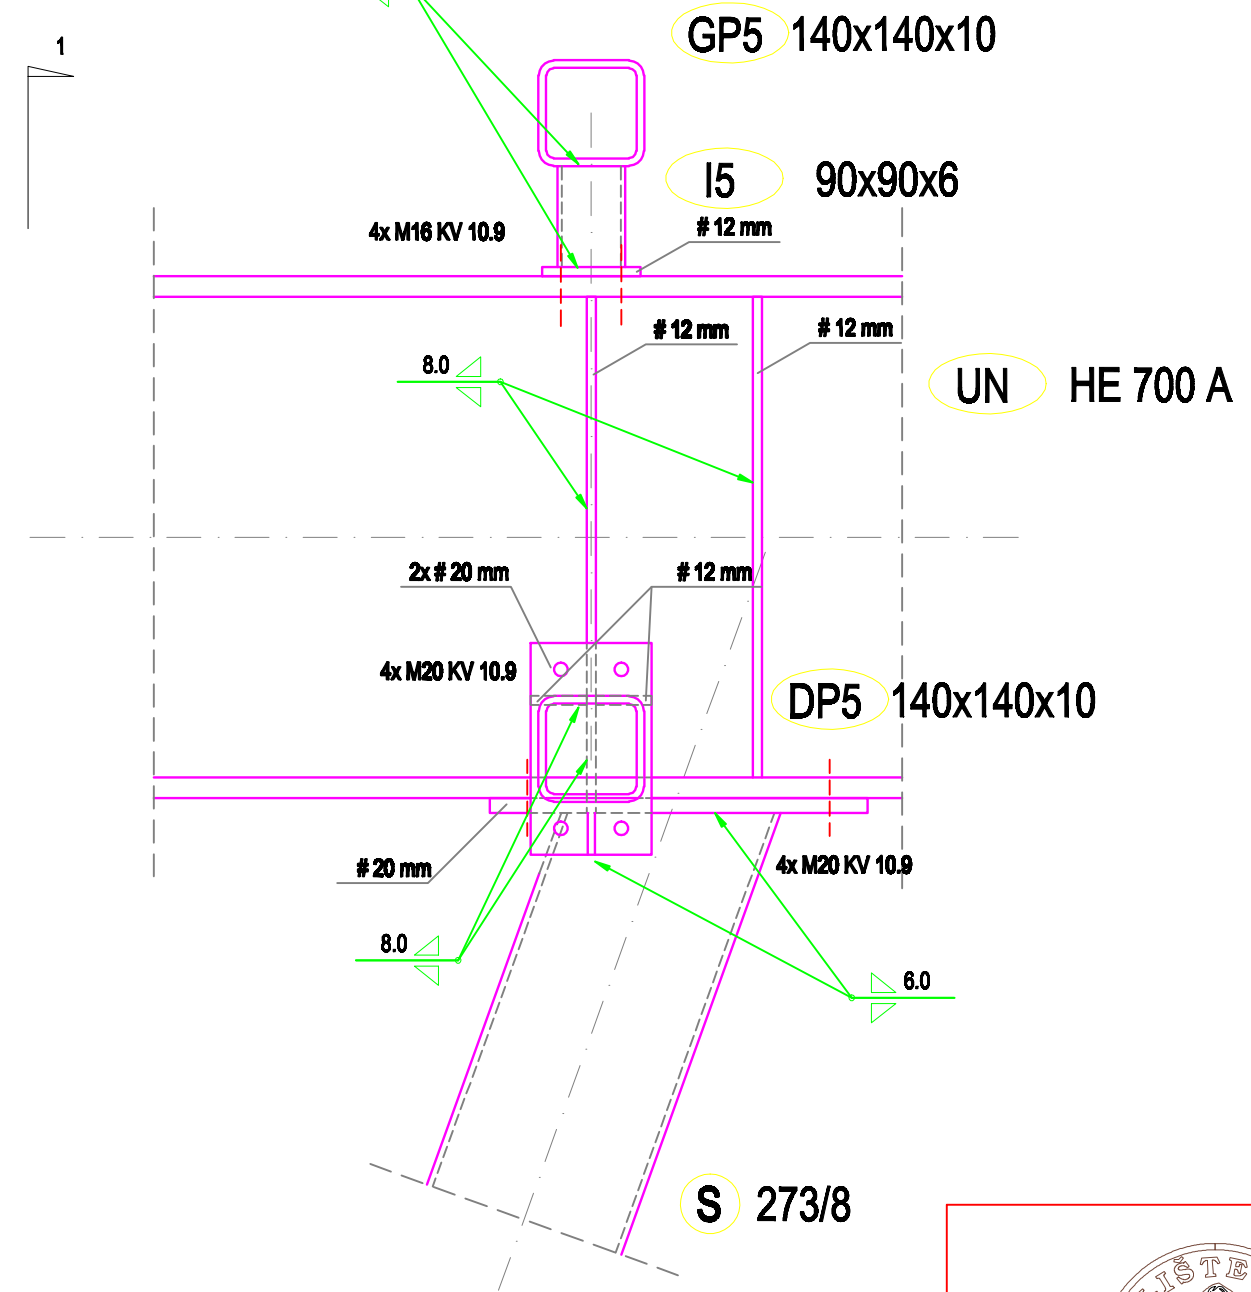 GP5 140x140x10
1
I5 90x90x6
4x M16 KV 10.9
# 12 mm
# 12 mm
# 12 mm
8.0
UN HE 700 A
2x # 20 mm
# 12 mm
4x M20 KV 10.9
DP5 140x140x10
# 20 mm
4x M20 KV 10.9
8.0
6.0
S 273/8